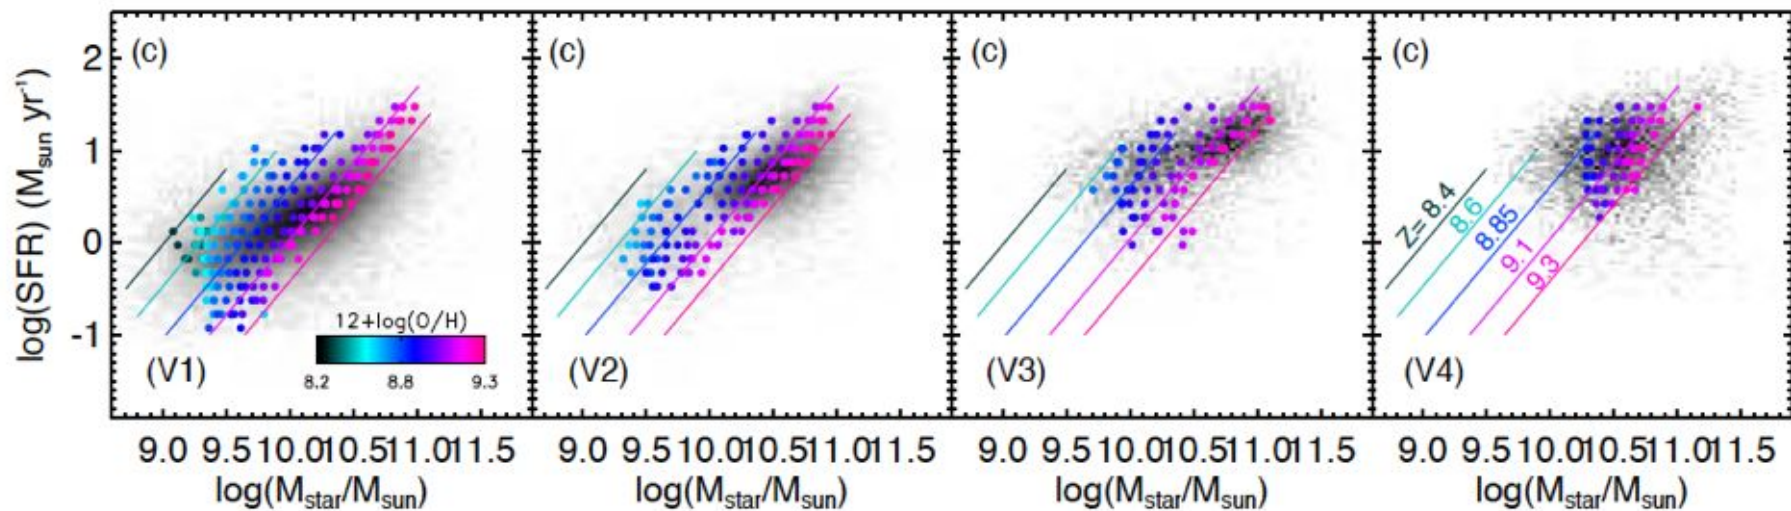 (c) (c) (c) (c)
2
1
0
-1
log(SFR) (M_sun yr⁻¹)
12+log(O/H)
8.2 8.8 9.3
Z= 8.4
8.6
8.85
9.1
9.3
(V1) (V2) (V3) (V4)
9.0 9.5 10.0 10.5 11.0 11.5 9.0 9.5 10.0 10.5 11.0 11.5 9.0 9.5 10.0 10.5 11.0 11.5 9.0 9.5 10.0 10.5 11.0 11.5
log(M_star/M_sun) log(M_star/M_sun) log(M_star/M_sun) log(M_star/M_sun)